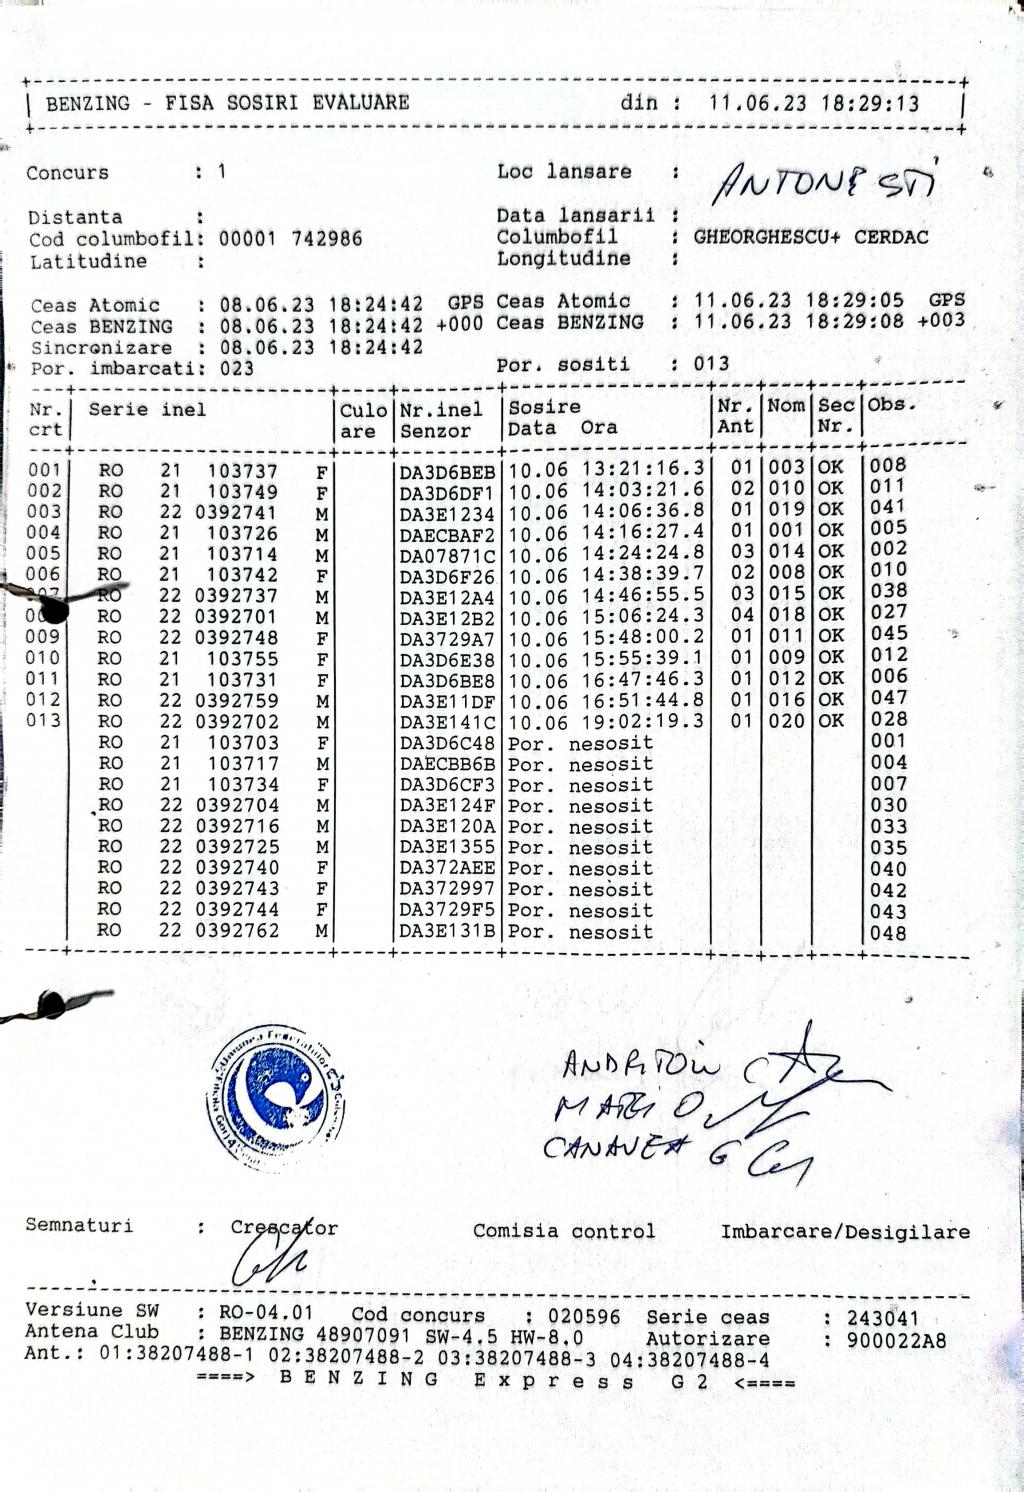 BENZING - FISA SOSIRI EVALUARE din : 11.06.23 18:29:13
Concurs : 1 Loc lansare : ANTONESTI
Distanta : Data lansarii :
Cod columbofil: 00001 742986 Columbofil : GHEORGHESCU+ CERDAC
Latitudine : Longitudine :
Ceas Atomic : 08.06.23 18:24:42 GPS Ceas Atomic : 11.06.23 18:29:05 GPS
Ceas BENZING : 08.06.23 18:24:42 +000 Ceas BENZING : 11.06.23 18:29:08 +003
Sincronizare : 08.06.23 18:24:42
Por. imbarcati: 023 Por. sositi : 013
Nr. Serie inel Culo Nr.inel Sosire Nr. Nom Sec Obs.
crt are Senzor Data Ora Ant Nr.
001 RO 21 103737 F DA3D6BEB 10.06 13:21:16.3 01 003 OK 008
002 RO 21 103749 F DA3D6DF1 10.06 14:03:21.6 02 010 OK 011
003 RO 22 0392741 M DA3E1234 10.06 14:06:36.8 01 019 OK 041
004 RO 21 103726 M DAECBAF2 10.06 14:16:27.4 01 001 OK 005
005 RO 21 103714 M DA07871C 10.06 14:24:24.8 03 014 OK 002
006 RO 21 103742 F DA3D6F26 10.06 14:38:39.7 02 008 OK 010
RO 22 0392737 M DA3E12A4 10.06 14:46:55.5 03 015 OK 038
RO 22 0392701 M DA3E12B2 10.06 15:06:24.3 04 018 OK 027
009 RO 22 0392748 F DA3729A7 10.06 15:48:00.2 01 011 OK 045
010 RO 21 103755 F DA3D6E38 10.06 15:55:39.1 01 009 OK 012
011 RO 21 103731 F DA3D6BE8 10.06 16:47:46.3 01 012 OK 006
012 RO 22 0392759 M DA3E11DF 10.06 16:51:44.8 01 016 OK 047
013 RO 22 0392702 M DA3E141C 10.06 19:02:19.3 01 020 OK 028
RO 21 103703 F DA3D6C48 Por. nesosit 001
RO 21 103717 M DAECBB6B Por. nesosit 004
RO 21 103734 F DA3D6CF3 Por. nesosit 007
RO 22 0392704 M DA3E124F Por. nesosit 030
RO 22 0392716 M DA3E120A Por. nesosit 033
RO 22 0392725 M DA3E1355 Por. nesosit 035
RO 22 0392740 F DA372AEE Por. nesosit 040
RO 22 0392743 F DA372997 Por. nesosit 042
RO 22 0392744 F DA3729F5 Por. nesosit 043
RO 22 0392762 M DA3E131B Por. nesosit 048
MATEI O
CANAVEA G
Semnaturi : Crescator Comisia control Imbarcare/Desigilare
Versiune SW : RO-04.01 Cod concurs : 020596 Serie ceas : 243041
Antena Club : BENZING 48907091 SW-4.5 HW-8.0 Autorizare : 900022A8
Ant.: 01:38207488-1 02:38207488-2 03:38207488-3 04:38207488-4
====> B E N Z I N G E x p r e s s G 2 <====